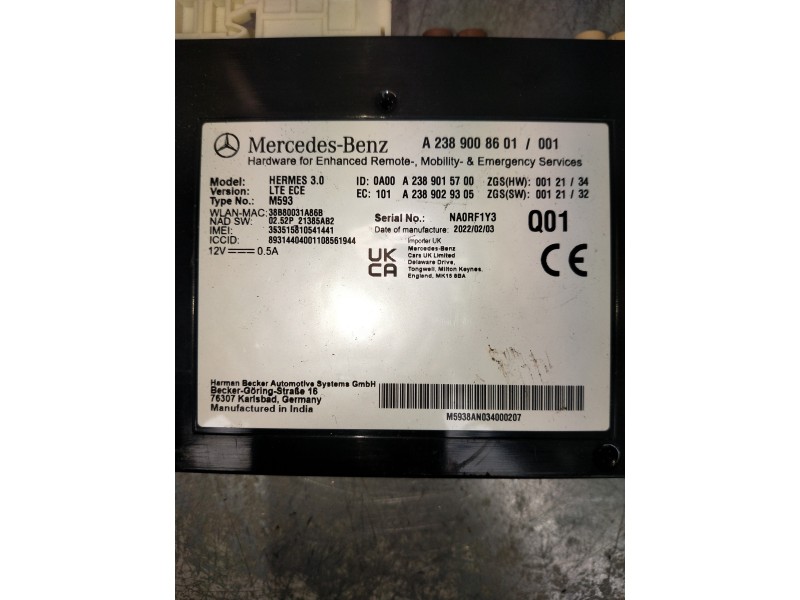 Mercedes-Benz A 238 900 86 01 / 001
Hardware for Enhanced Remote-, Mobility- & Emergency Services
Model: HERMES 3.0 ID: 0A00 A 238 901 57 00 ZGS(HW): 001 21 / 34
Version: LTE ECE EC: 101 A 238 902 93 05 ZGS(SW): 001 21 / 32
Type No.: M593
WLAN-MAC: 38880031A86B Serial No.: NA0RF1Y3 Q01
NAD SW: 02.52P_21385AB2
IMEI: 353515810541441 Date of manufacture: 2022/02/03
ICCID: 89314404001108561944
12V 0.5A
UK
CA
Importer UK
Mercedes-Benz
Cars UK Limited
Delaware Drive,
Tongwell, Milton Keynes,
England, MK15 8BA
CE
Harman Becker Automotive Systems GmbH
Becker-Göring-Straße 16
76307 Karlsbad, Germany
Manufactured in India
M5938AN034000207